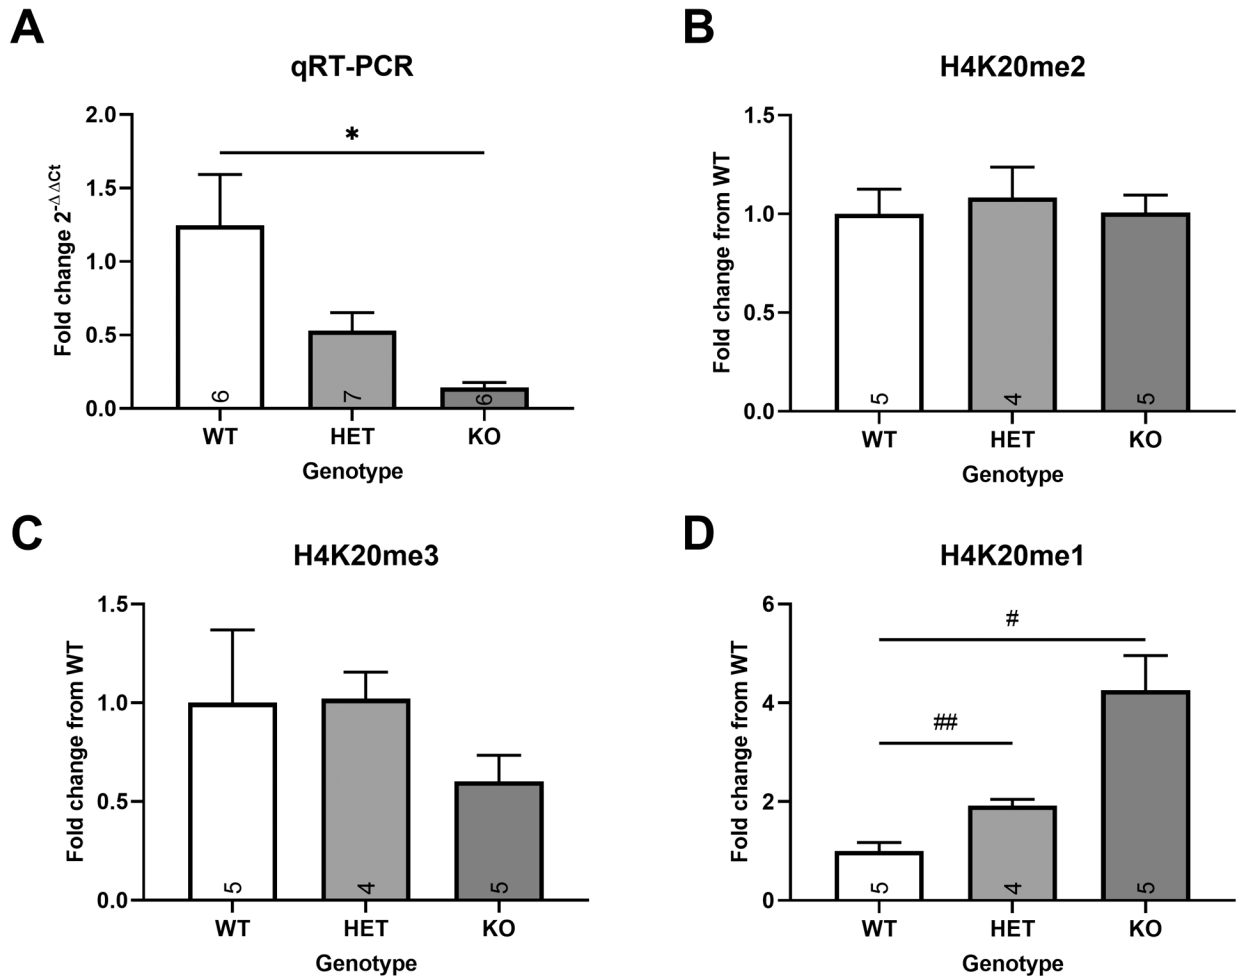 A
qRT-PCR
Fold change 2^-ΔΔCt
2.0
1.5
1.0
0.5
0.0
*
6
7
6
WT HET KO
Genotype
B
H4K20me2
Fold change from WT
1.5
1.0
0.5
0.0
5
4
5
WT HET KO
Genotype
C
H4K20me3
Fold change from WT
1.5
1.0
0.5
0.0
5
4
5
WT HET KO
Genotype
D
H4K20me1
Fold change from WT
6
4
2
0
#
##
5
4
5
WT HET KO
Genotype